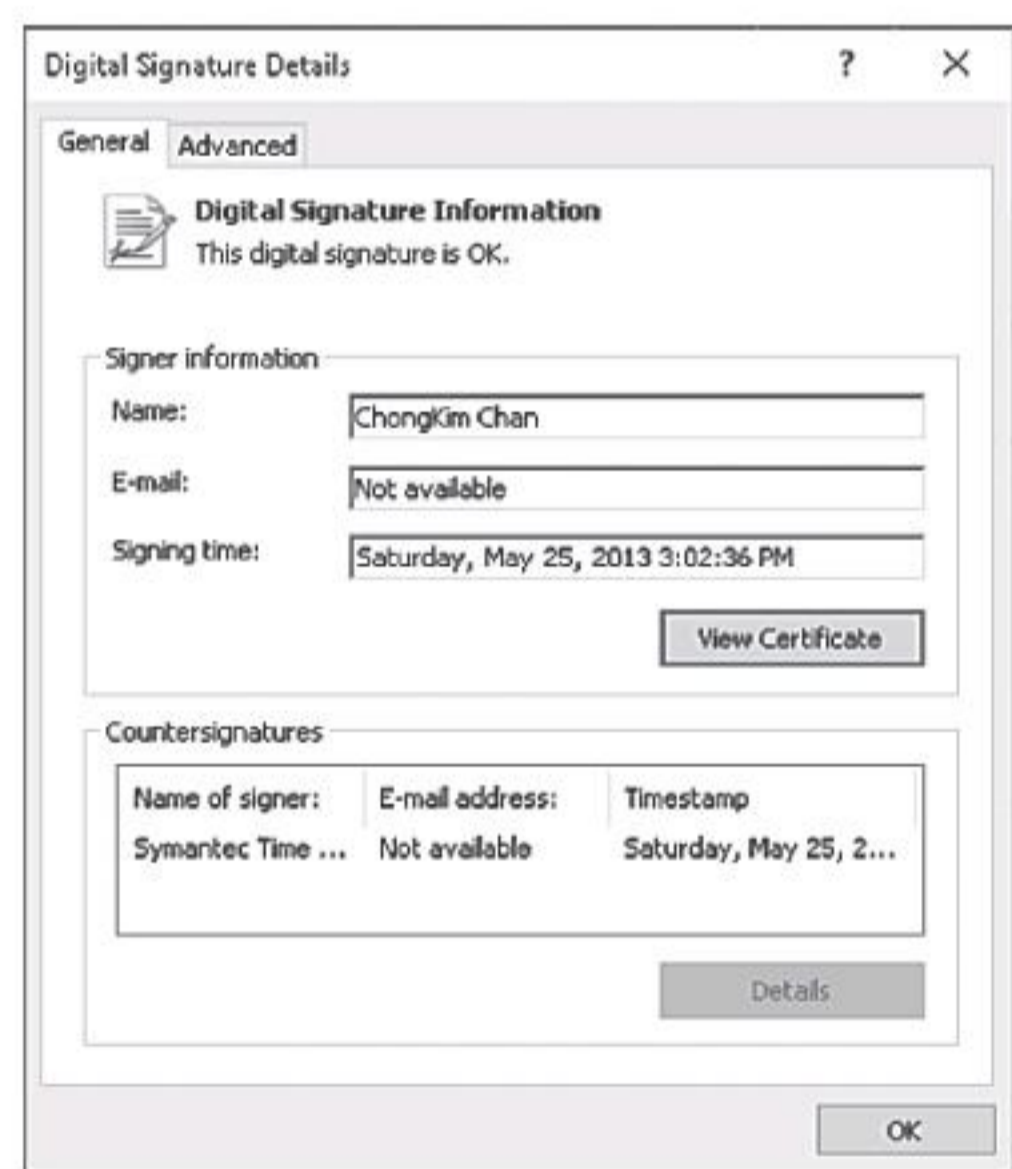 Digital Signature Details ? X
General Advanced
Digital Signature Information
This digital signature is OK.
Signer information
Name: ChongKim Chan
E-mail: Not available
Signing time: Saturday, May 25, 2013 3:02:36 PM
View Certificate
Countersignatures
Name of signer: E-mail address: Timestamp
Symantec Time ... Not available Saturday, May 25, 2...
Details
OK